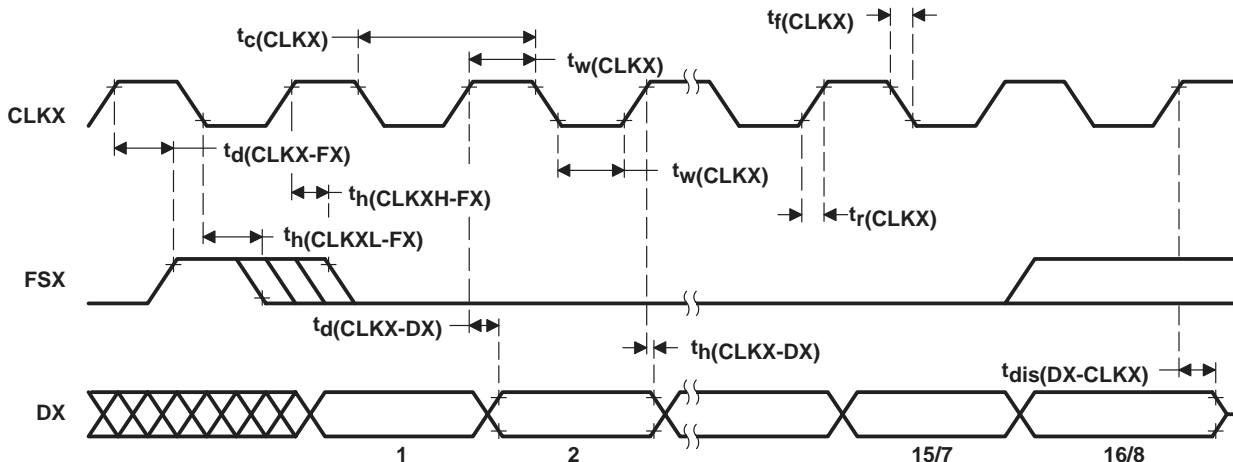 tc(CLKX)
tf(CLKX)
tw(CLKX)
CLKX
td(CLKX-FX)
tw(CLKX)
th(CLKXH-FX)
tr(CLKX)
th(CLKXL-FX)
FSX
td(CLKX-DX)
th(CLKX-DX)
tdis(DX-CLKX)
DX
1
2
15/7
16/8